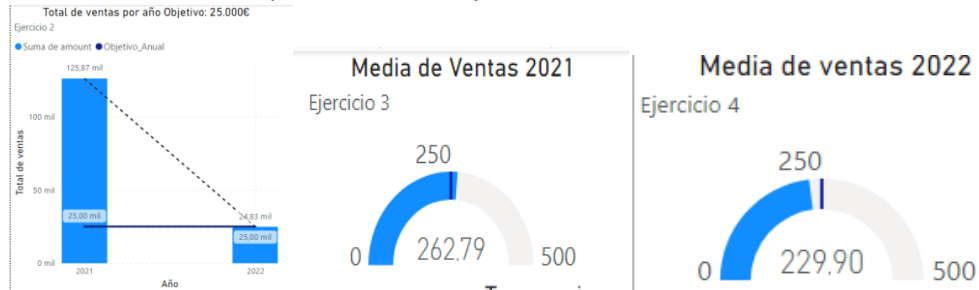 Total de ventas por año Objetivo: 25.000€
Ejercicio 2
Suma de amount Objetivo_Anual
125,87 mil
100 mil
50 mil
0 mil
Total de ventas
25,00 mil
24,83 mil
25,00 mil
2021
2022
Año
Media de Ventas 2021
Ejercicio 3
250
0
262,79
500
Media de ventas 2022
Ejercicio 4
250
0
229,90
500